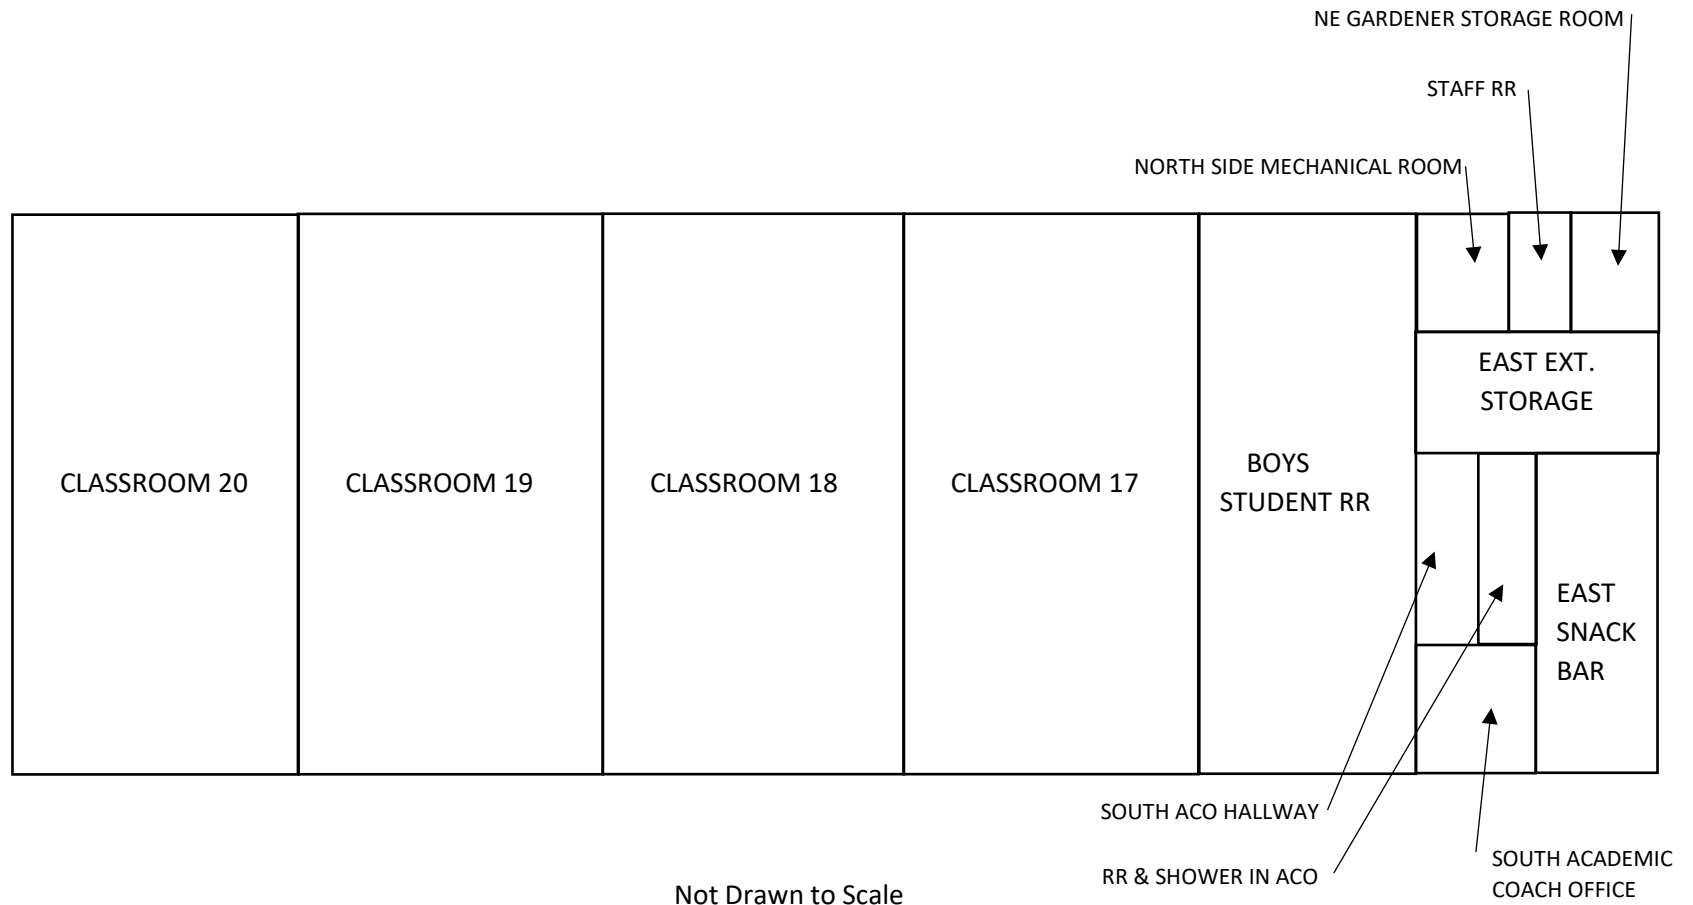 NE GARDENER STORAGE ROOM
STAFF RR
NORTH SIDE MECHANICAL ROOM
EAST EXT.
STORAGE
CLASSROOM 20
CLASSROOM 19
CLASSROOM 18
CLASSROOM 17
BOYS
STUDENT RR
EAST
SNACK
BAR
SOUTH ACO HALLWAY
RR & SHOWER IN ACO
SOUTH ACADEMIC
COACH OFFICE
Not Drawn to Scale